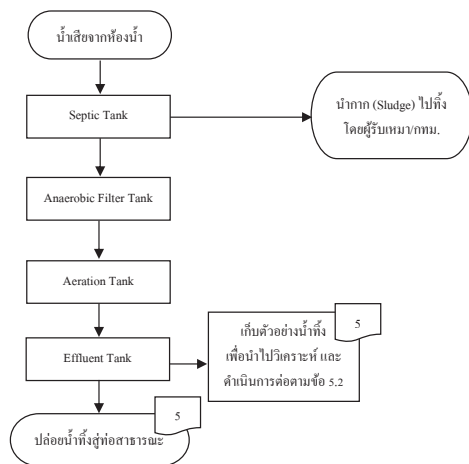 น้ำเสียจากห้องน้ำ
Septic Tank
นำกาก (Sludge) ไปทิ้ง
โดยผู้รับเหมา/กทม.
Anaerobic Filter Tank
Aeration Tank
Effluent Tank
5
เก็บตัวอย่างน้ำทิ้ง
เพื่อนำไปวิเคราะห์ และ
ดำเนินการต่อตามข้อ 5.2
5
ปล่อยน้ำทิ้งสู่ท่อสาธารณะ